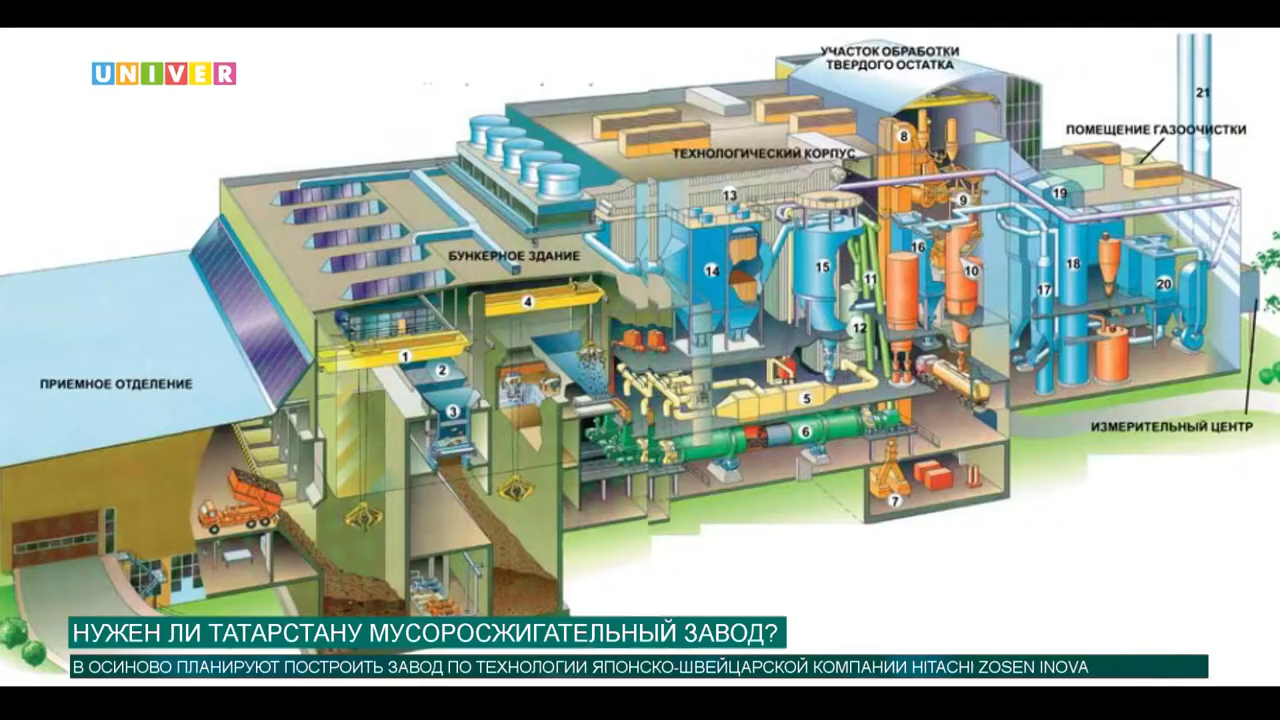 UNIVER
УЧАСТОК ОБРАБОТКИ
ТВЕРДОГО ОСТАТКА
21
ПОМЕЩЕНИЕ ГАЗООЧИСТКИ
8
ТЕХНОЛОГИЧЕСКИЙ КОРПУС
13
19
9
БУНКЕРНОЕ ЗДАНИЕ
16
14
15
11
10
18
20
17
4
12
1
2
ПРИЕМНОЕ ОТДЕЛЕНИЕ
3
5
6
ИЗМЕРИТЕЛЬНЫЙ ЦЕНТР
7
НУЖЕН ЛИ ТАТАРСТАНУ МУСОРОСЖИГАТЕЛЬНЫЙ ЗАВОД?
В ОСИНОВО ПЛАНИРУЮТ ПОСТРОИТЬ ЗАВОД ПО ТЕХНОЛОГИИ ЯПОНСКО-ШВЕЙЦАРСКОЙ КОМПАНИИ HITACHI ZOSEN INOVA